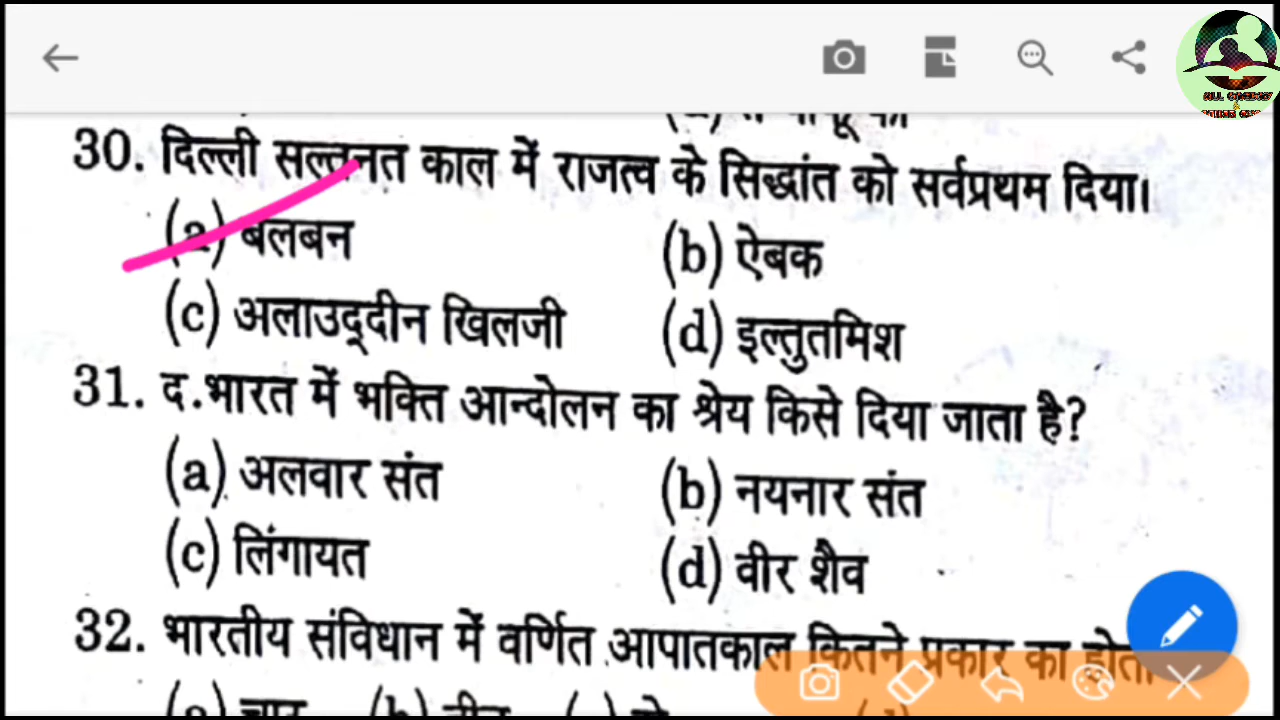 30. दिल्ली सल्तनत काल में राजत्व के सिद्धांत को सर्वप्रथम दिया।
(a) बलबन (b) ऐबक
(c) अलाउद्दीन खिलजी (d) इल्तुतमिश
31. द.भारत में भक्ति आन्दोलन का श्रेय किसे दिया जाता है?
(a) अलवार संत (b) नयनार संत
(c) लिंगायत (d) वीर शैव
32. भारतीय संविधान में वर्णित आपातकाल कितने प्रकार का होता